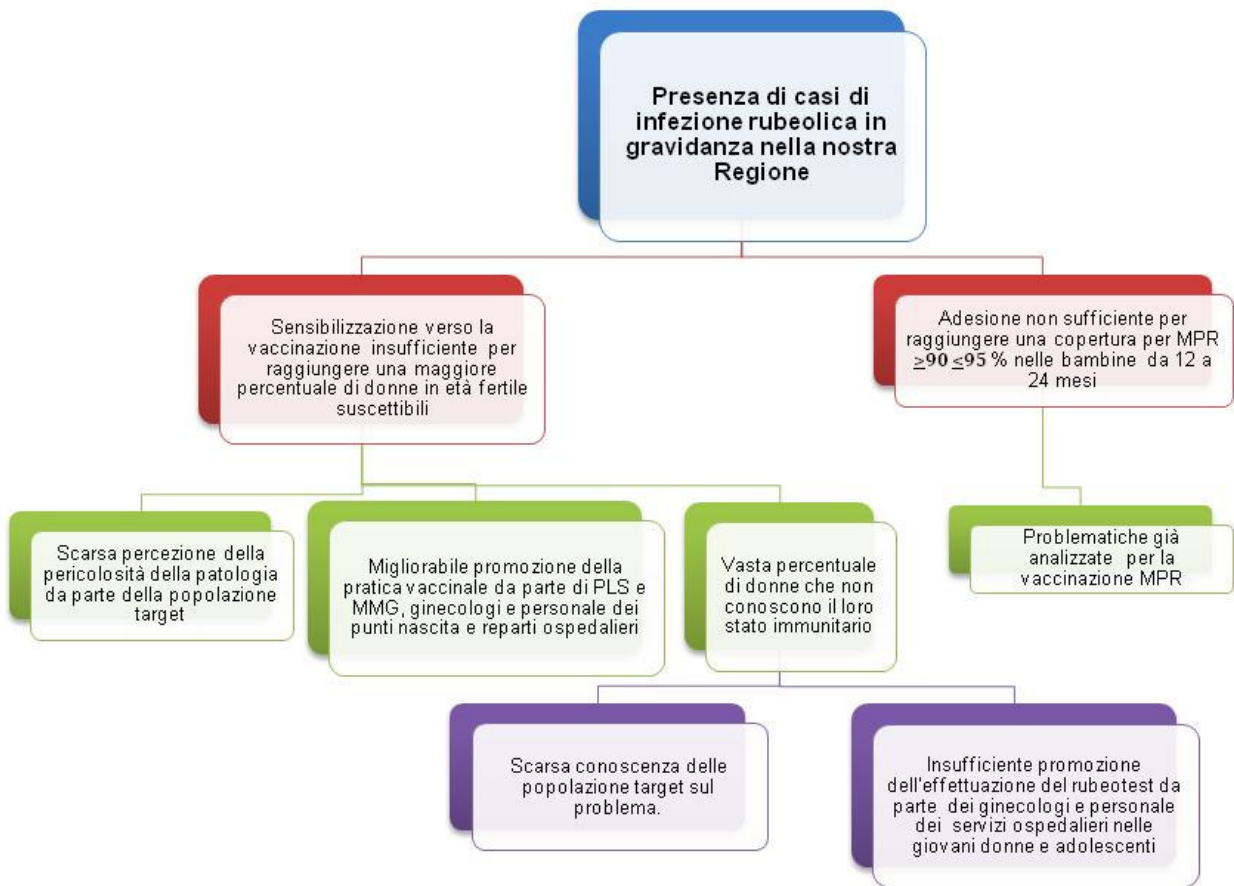 Presenza di casi di
infezione rubeolica in
gravidanza nella nostra
Regione
Sensibilizzazione verso la
vaccinazione insufficiente per
raggiungere una maggiore
percentuale di donne in età fertile
suscettibili
Adesione non sufficiente per
raggiungere una copertura per MPR
≥90 ≤95 % nelle bambine da 12 a
24 mesi
Scarsa percezione della
pericolosità della patologia
da parte della popolazione
target
Migliorabile promozione della
pratica vaccinale da parte di PLS e
MMG, ginecologi e personale dei
punti nascita e reparti ospedalieri
Vasta percentuale
di donne che non
conoscono il loro
stato immunitario
Problematiche già
analizzate per la
vaccinazione MPR
Scarsa conoscenza delle
popolazione target sul
problema.
Insufficiente promozione
dell'effettuazione del rubeotest da
parte dei ginecologi e personale
dei servizi ospedalieri nelle
giovani donne e adolescenti